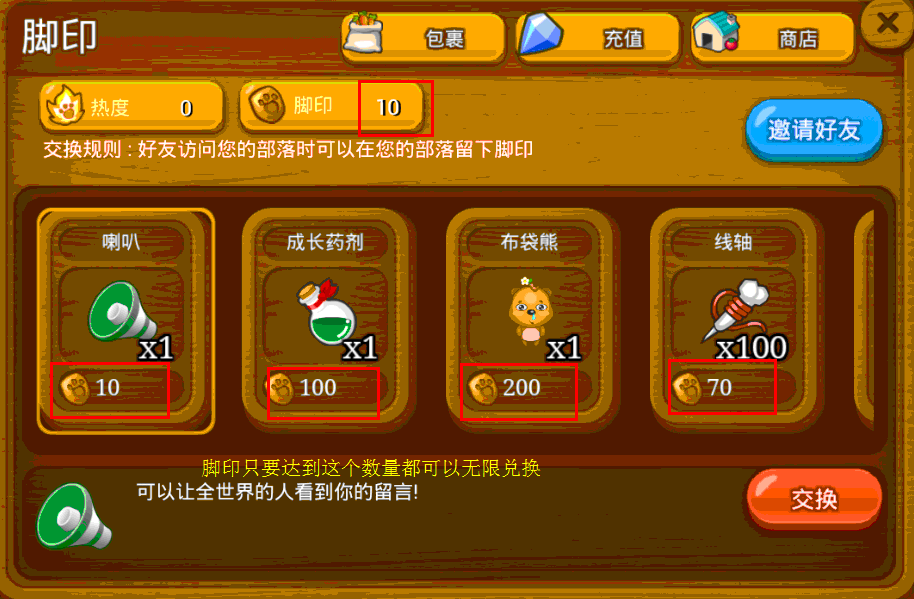 脚印
包裹
充值
商店
热度 0
脚印 10
邀请好友
交换规则:好友访问您的部落时可以在您的部落留下脚印
喇叭
成长药剂
布袋熊
线轴
x1
x1
x1
x100
10
100
200
70
脚印只要达到这个数量都可以无限兑换
可以让全世界的人看到你的留言!
交换